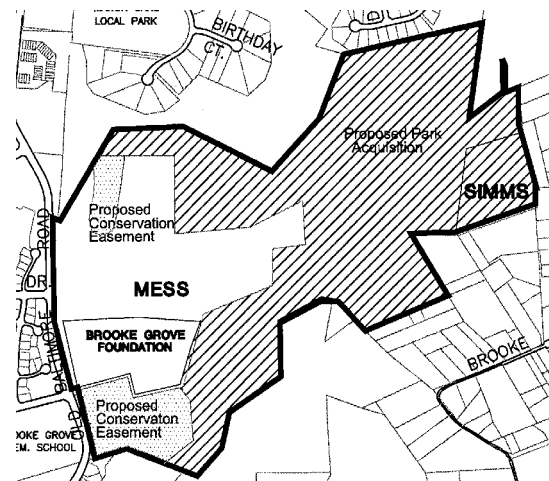 LOCAL PARK
BIRTHDAY
CT.
Proposed Park
Acquisition
SIMMS
Proposed
Conservation
Easement
ROAD
DR.
MESS
BALTIMORE
BROOKE GROVE
FOUNDATION
BROOKE
Proposed
Conservaton
Easement
OLD
OOKE GROVE
EM. SCHOOL